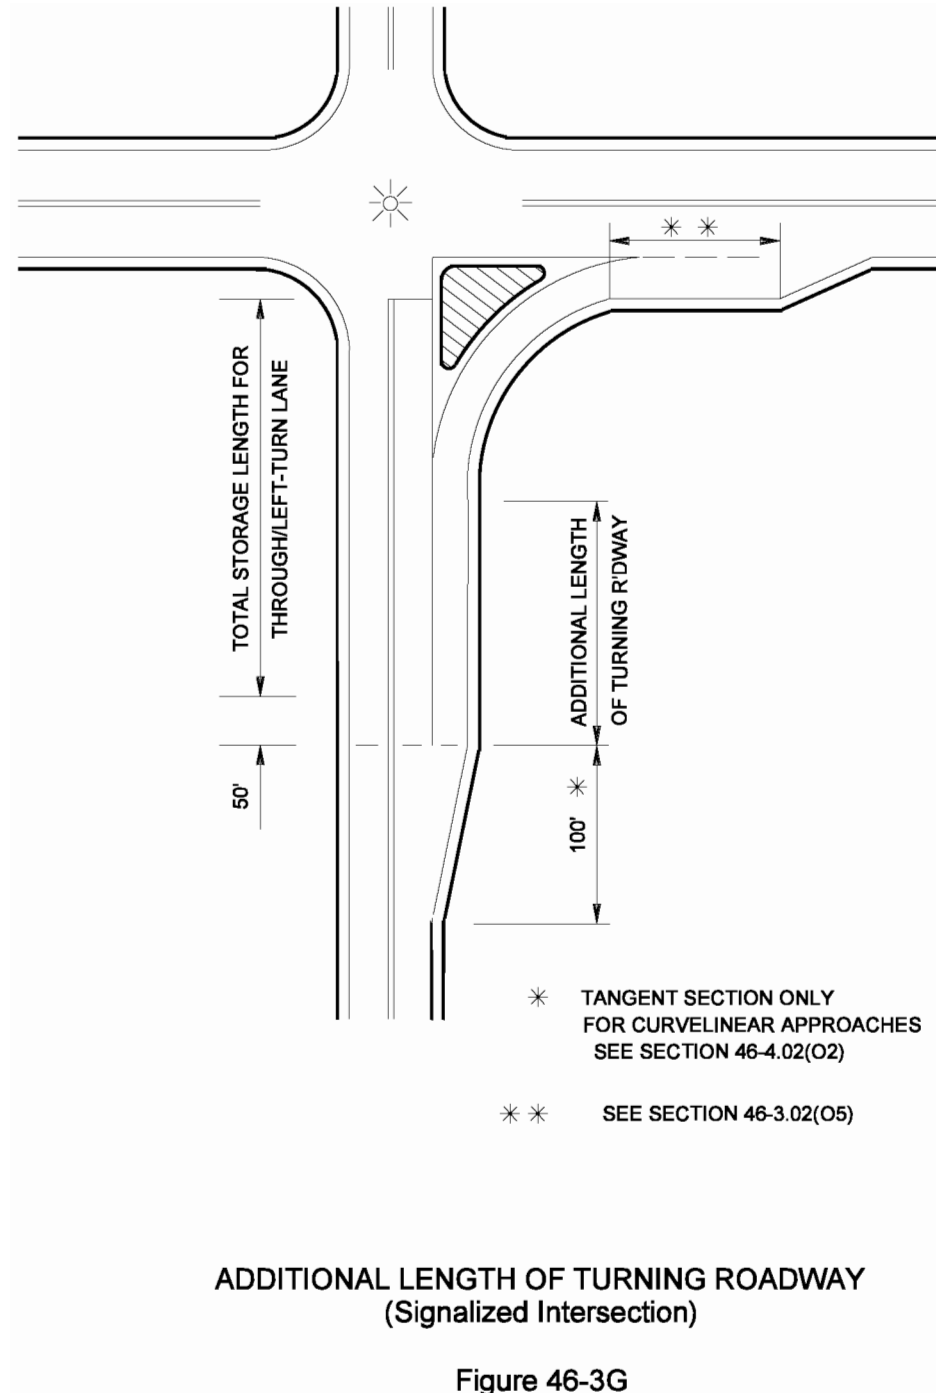 * *
TOTAL STORAGE LENGTH FOR
THROUGH/LEFT-TURN LANE
ADDITIONAL LENGTH
OF TURNING R'DWAY
50'
100' *
* TANGENT SECTION ONLY
FOR CURVELINEAR APPROACHES
SEE SECTION 46-4.02(O2)
* * SEE SECTION 46-3.02(O5)
ADDITIONAL LENGTH OF TURNING ROADWAY
(Signalized Intersection)
Figure 46-3G